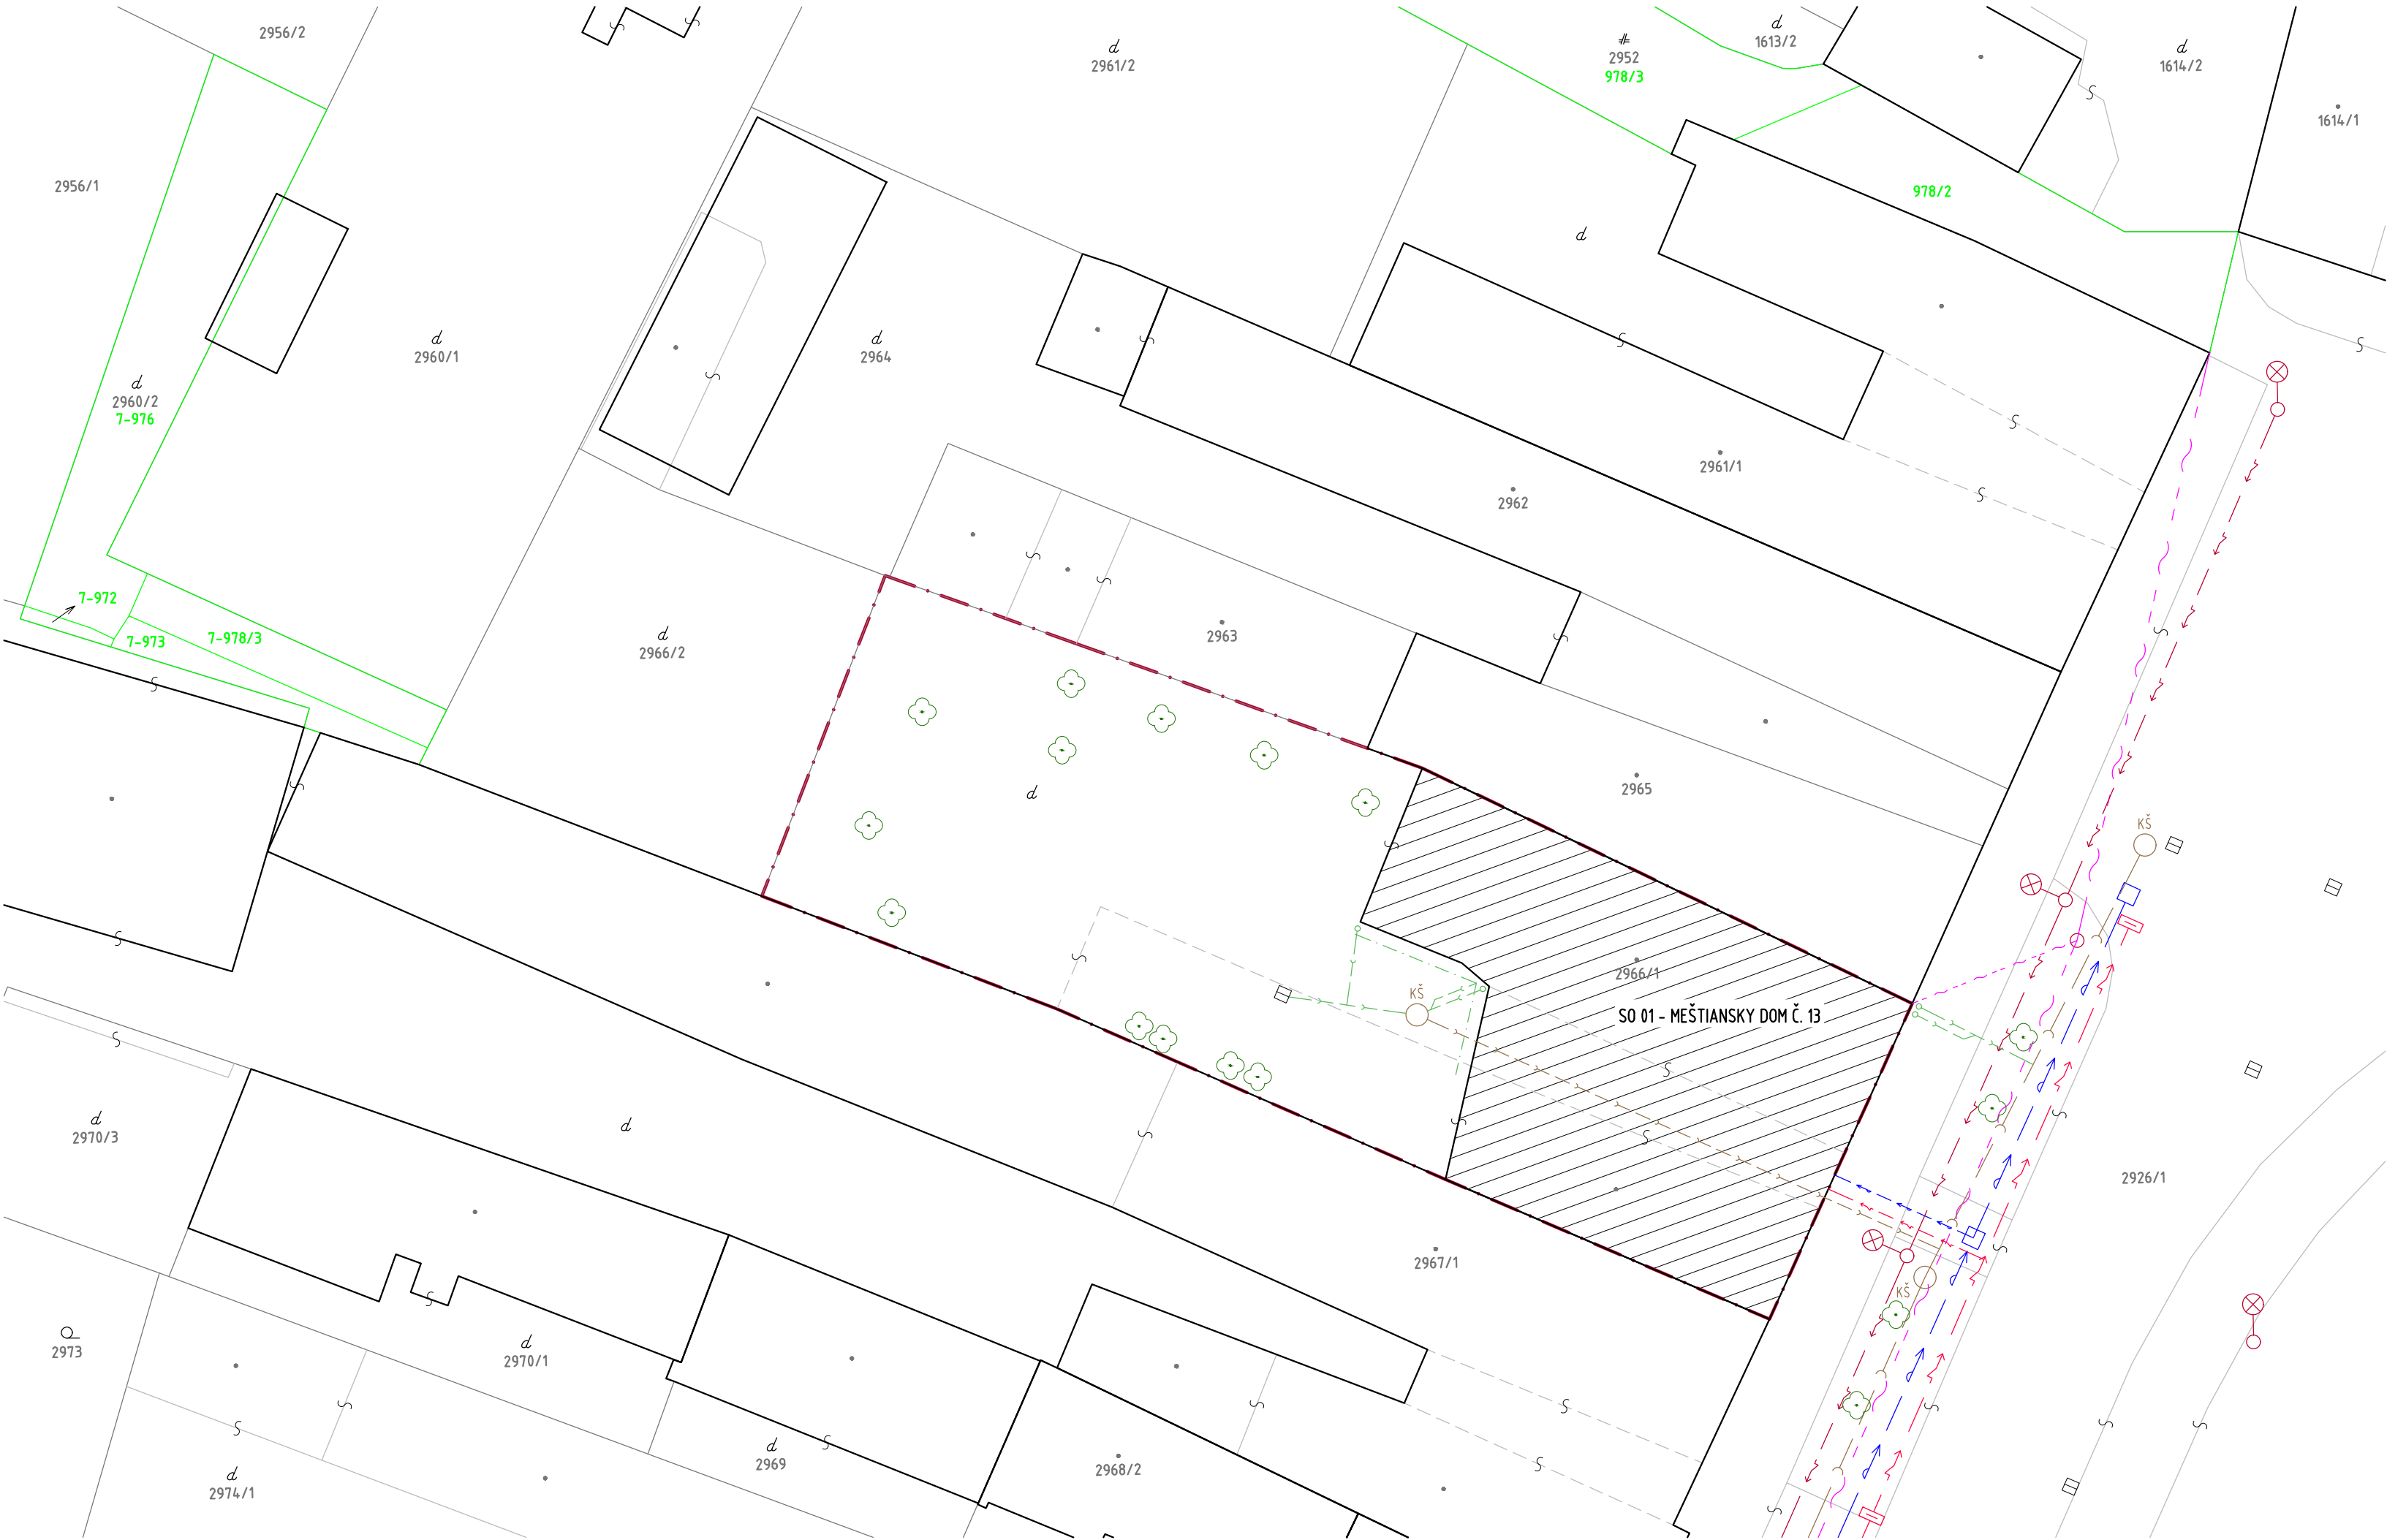 2956/2
d
2961/2
2952
978/3
d
1613/2
d
1614/2
1614/1
2956/1
978/2
d
d
2960/1
d
2964
d
2960/2
7-976
2961/1
2962
7-972
7-973
7-978/3
d
2966/2
2963
d
2965
KŠ
2966/1
KŠ
SO 01 - MEŠTIANSKY DOM Č. 13
d
2970/3
d
2926/1
2967/1
KŠ
2973
d
2970/1
d
2969
2968/2
d
2974/1